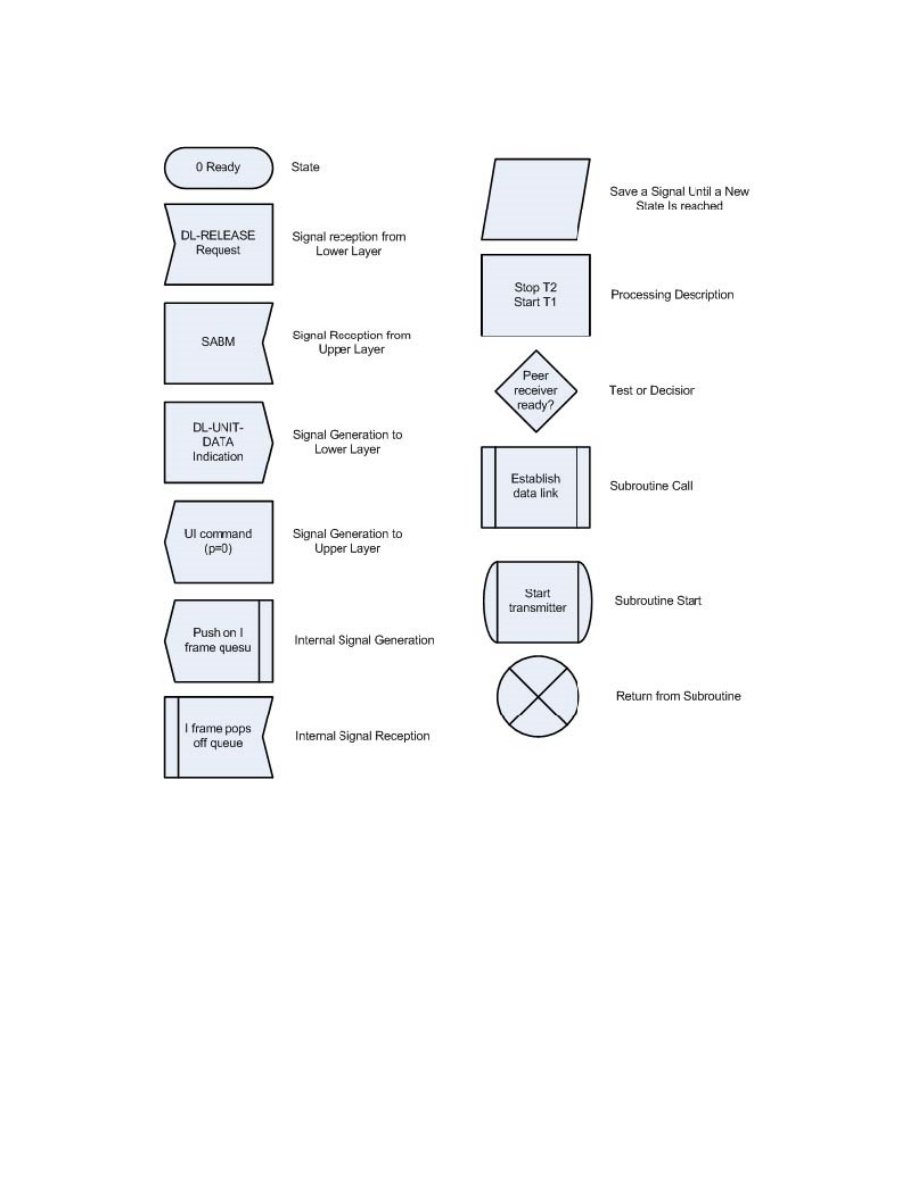 0 Ready
State
DL-RELEASE
Request
Signal reception from
Lower Layer
SABM
Signal Reception from
Upper Layer
DL-UNIT-
DATA
Indication
Signal Generation to
Lower Layer
UI command
(p=0)
Signal Generation to
Upper Layer
Push on I
frame quesu
Internal Signal Generation
I frame pops
off queue
Internal Signal Reception
Save a Signal Until a New
State Is reached
Stop T2
Start T1
Processing Description
Peer
receiver
ready?
Test or Decision
Establish
data link
Subroutine Call
Start
transmitter
Subroutine Start
Return from Subroutine